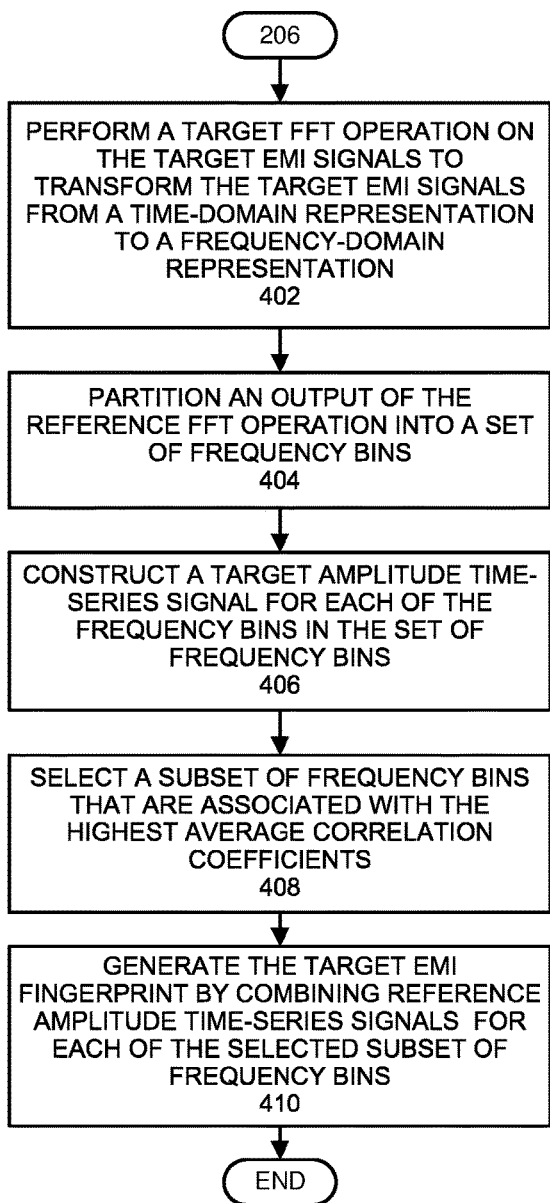 206
PERFORM A TARGET FFT OPERATION ON
THE TARGET EMI SIGNALS TO
TRANSFORM THE TARGET EMI SIGNALS
FROM A TIME-DOMAIN REPRESENTATION
TO A FREQUENCY-DOMAIN
REPRESENTATION
402
PARTITION AN OUTPUT OF THE
REFERENCE FFT OPERATION INTO A SET
OF FREQUENCY BINS
404
CONSTRUCT A TARGET AMPLITUDE TIME-
SERIES SIGNAL FOR EACH OF THE
FREQUENCY BINS IN THE SET OF
FREQUENCY BINS
406
SELECT A SUBSET OF FREQUENCY BINS
THAT ARE ASSOCIATED WITH THE
HIGHEST AVERAGE CORRELATION
COEFFICIENTS
408
GENERATE THE TARGET EMI
FINGERPRINT BY COMBINING REFERENCE
AMPLITUDE TIME-SERIES SIGNALS FOR
EACH OF THE SELECTED SUBSET OF
FREQUENCY BINS
410
END